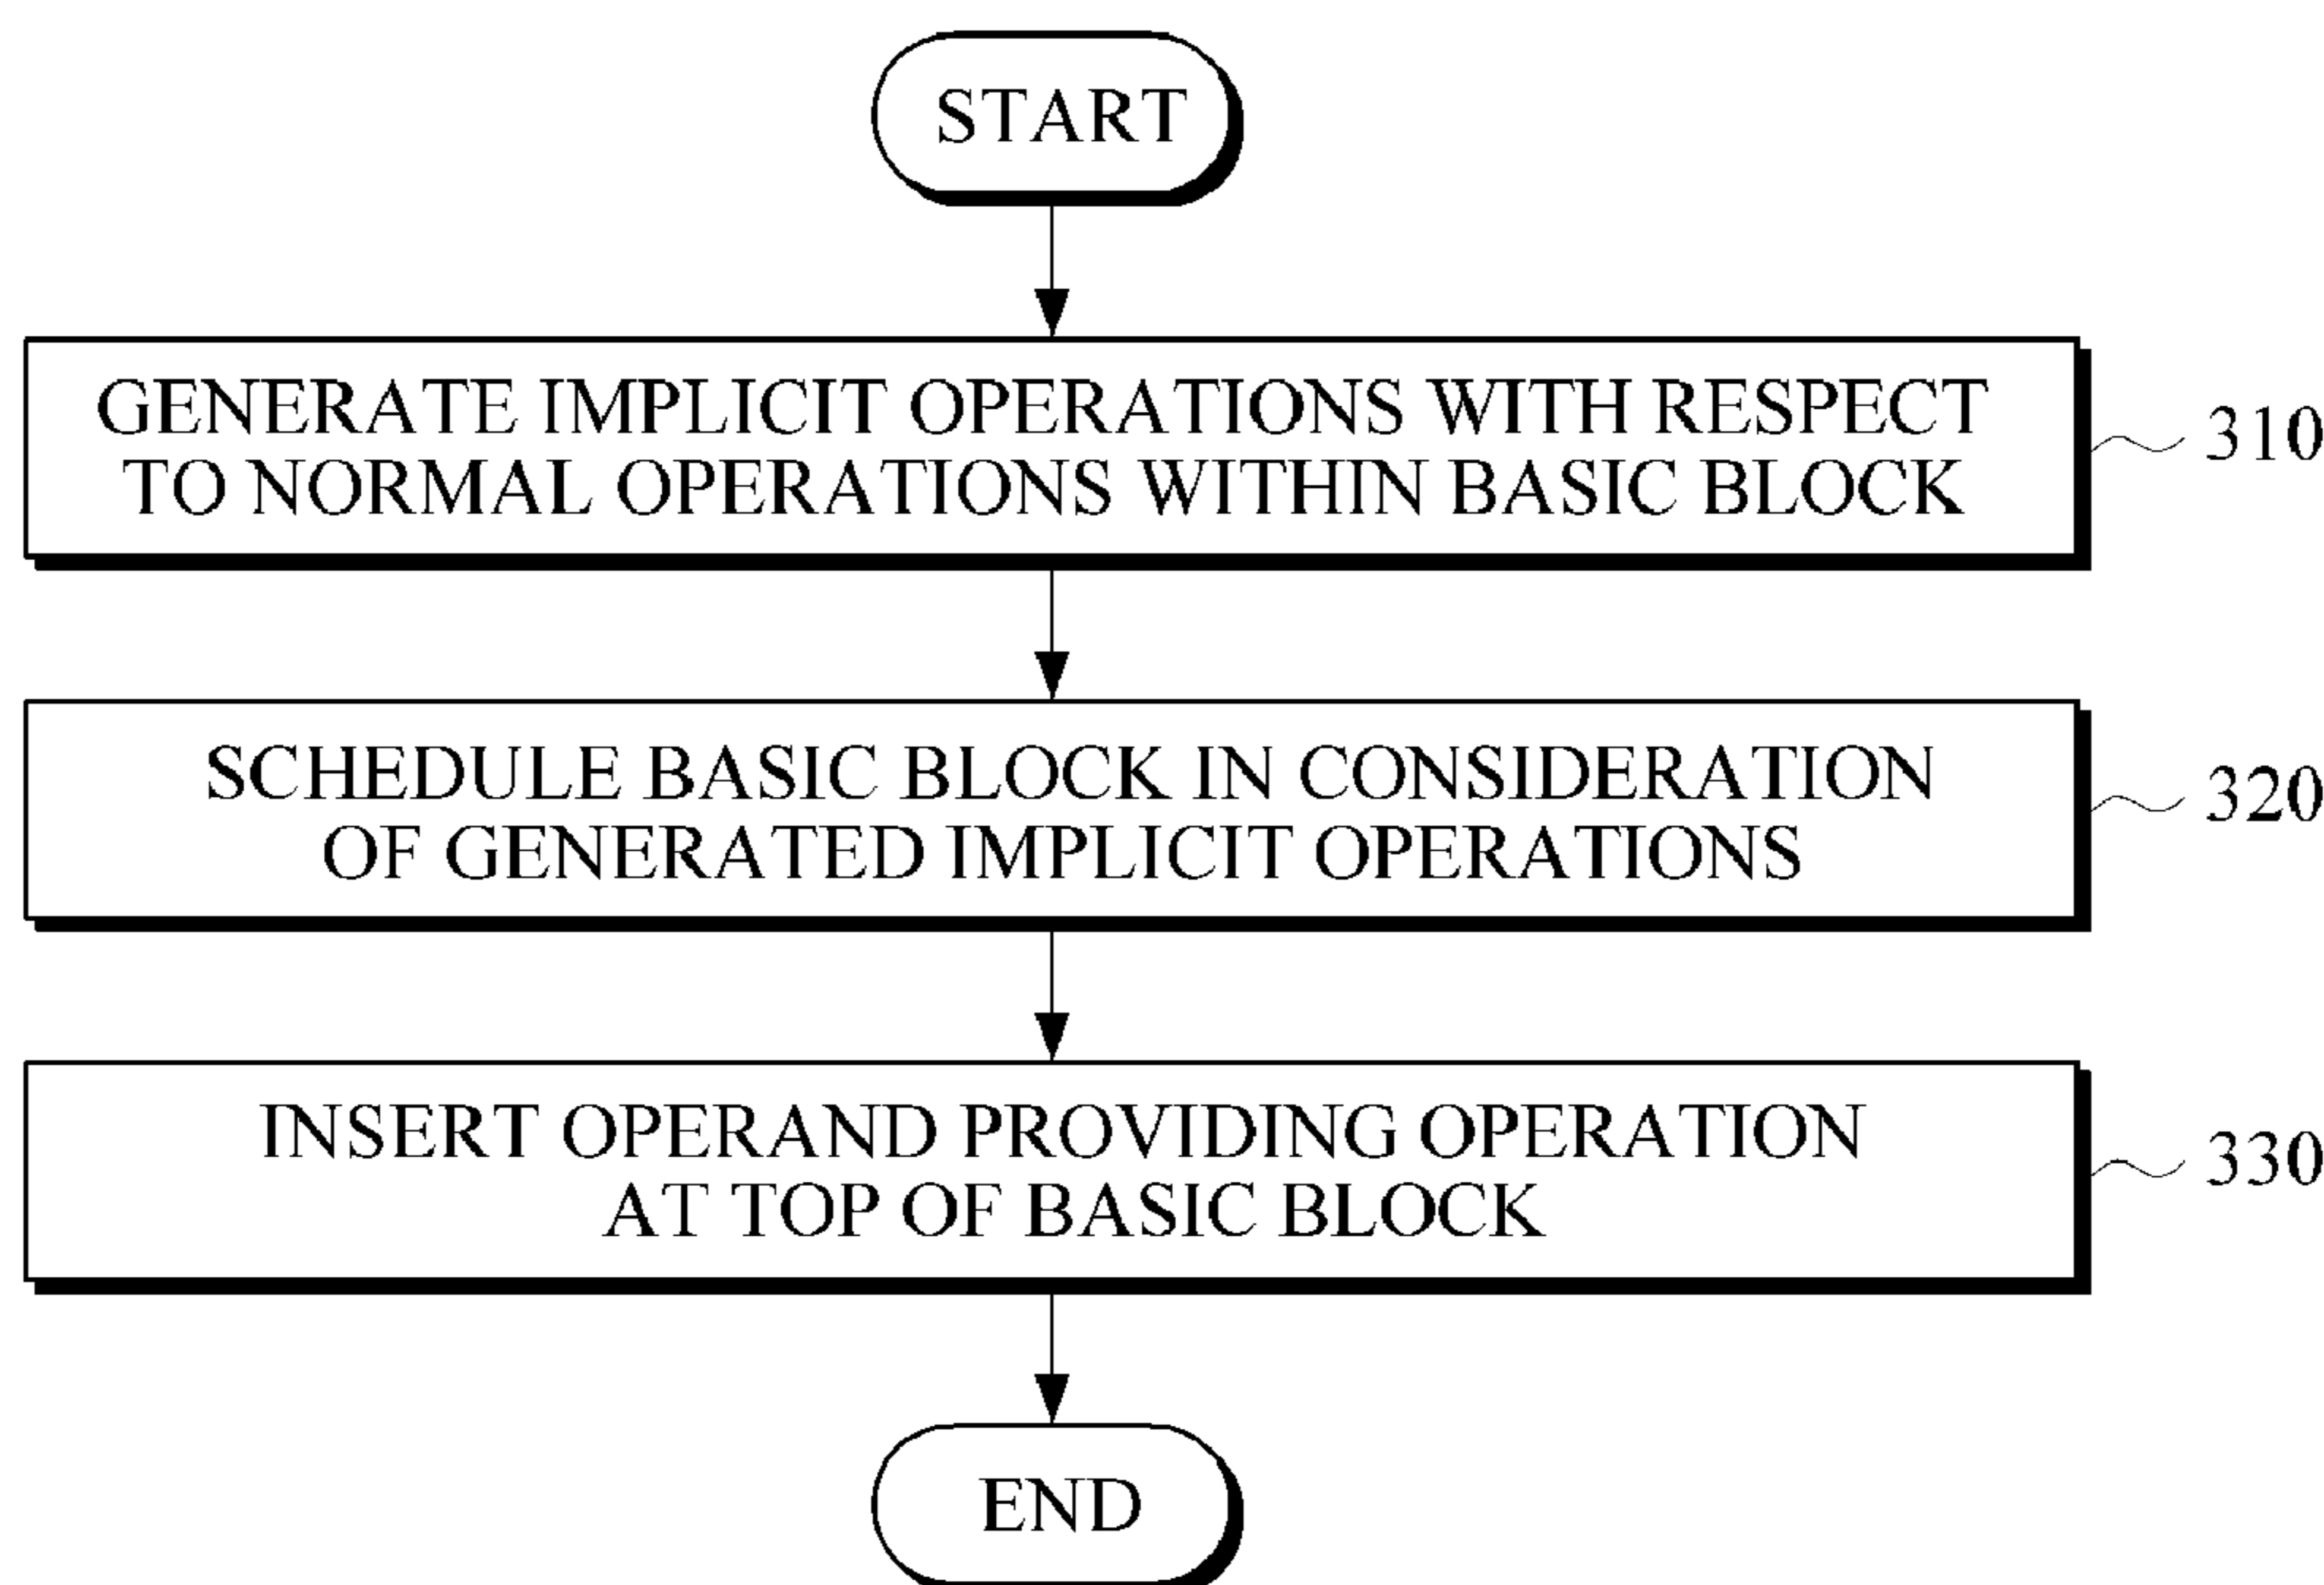 START
GENERATE IMPLICIT OPERATIONS WITH RESPECT
TO NORMAL OPERATIONS WITHIN BASIC BLOCK
310
SCHEDULE BASIC BLOCK IN CONSIDERATION
OF GENERATED IMPLICIT OPERATIONS
320
INSERT OPERAND PROVIDING OPERATION
AT TOP OF BASIC BLOCK
330
END